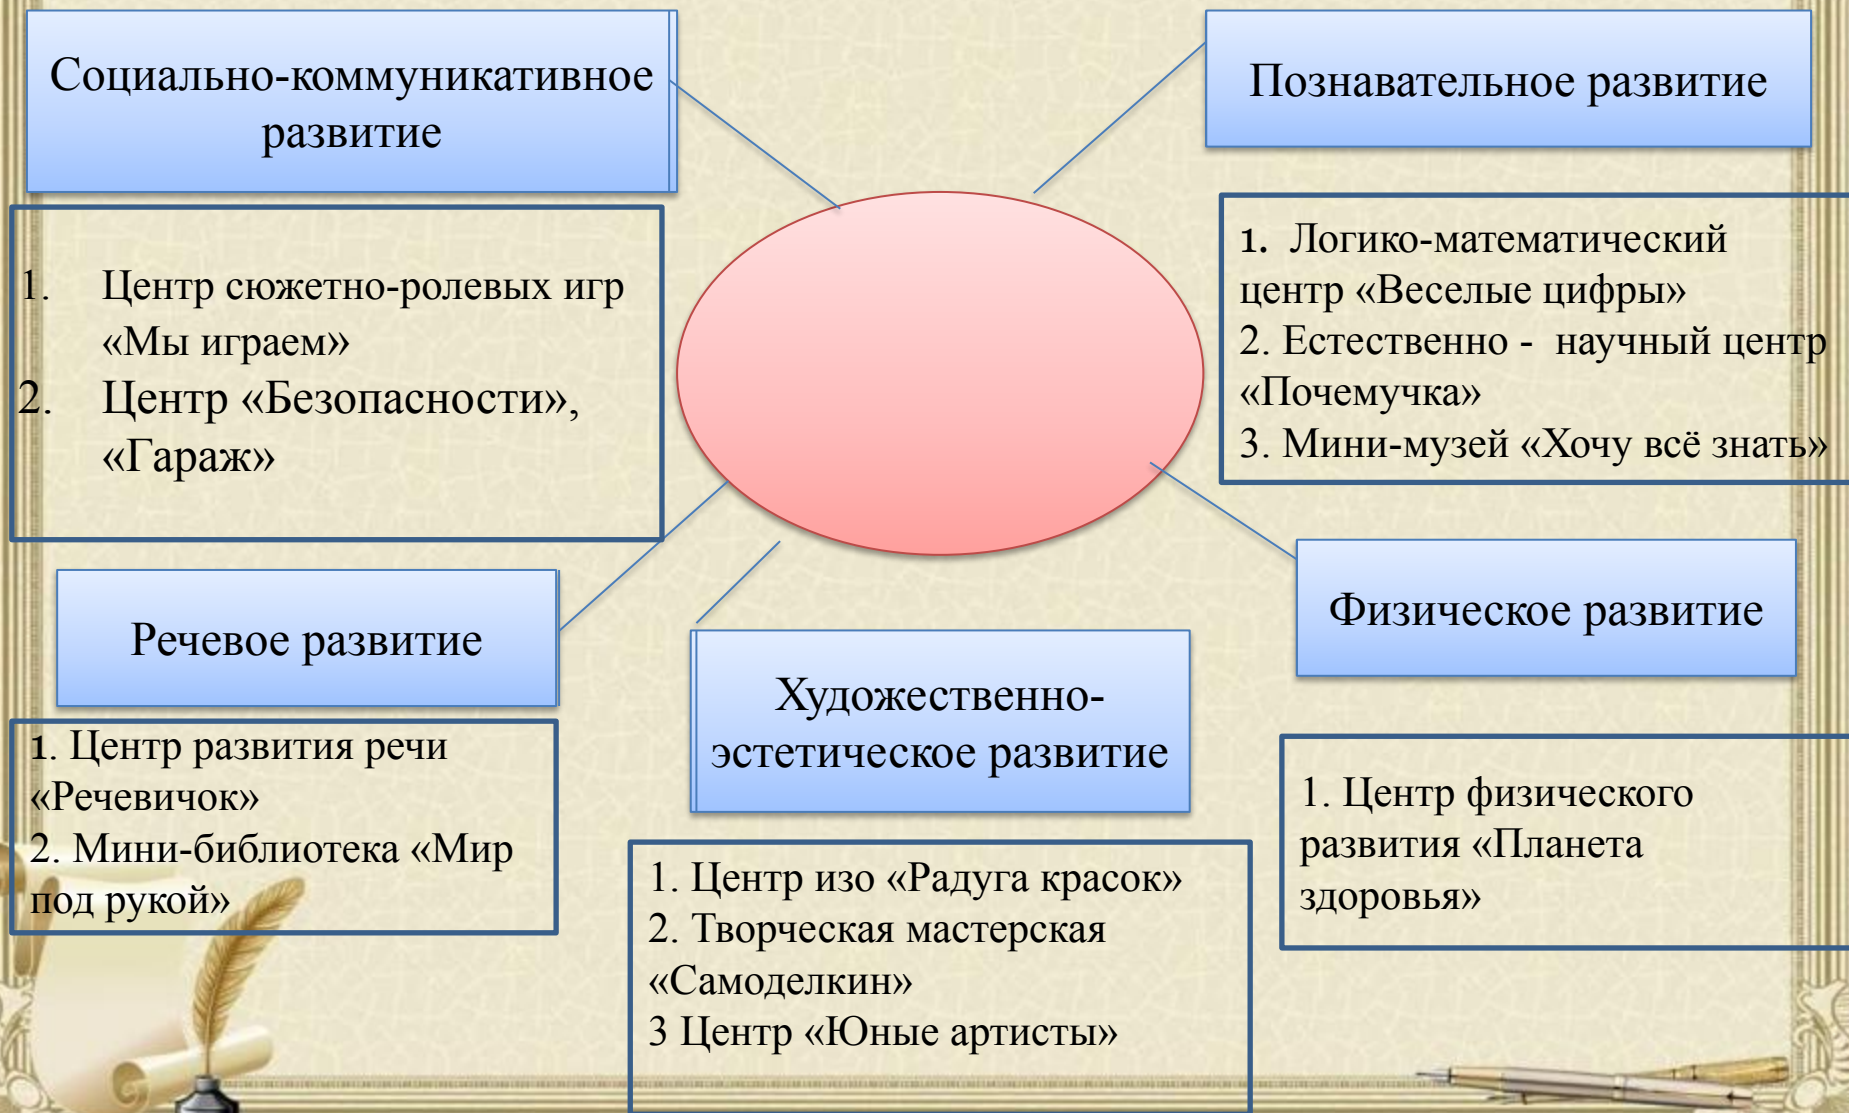 Социально-коммуникативное
развитие
Познавательное развитие
1. Центр сюжетно-ролевых игр
«Мы играем»
2. Центр «Безопасности»,
«Гараж»
1. Логико-математический
центр «Веселые цифры»
2. Естественно - научный центр
«Почемучка»
3. Мини-музей «Хочу всё знать»
Речевое развитие
1. Центр развития речи
«Речевичок»
2. Мини-библиотека «Мир
под рукой»
Художественно-
эстетическое развитие
1. Центр изо «Радуга красок»
2. Творческая мастерская
«Самоделкин»
3 Центр «Юные артисты»
Физическое развитие
1. Центр физического
развития «Планета
здоровья»